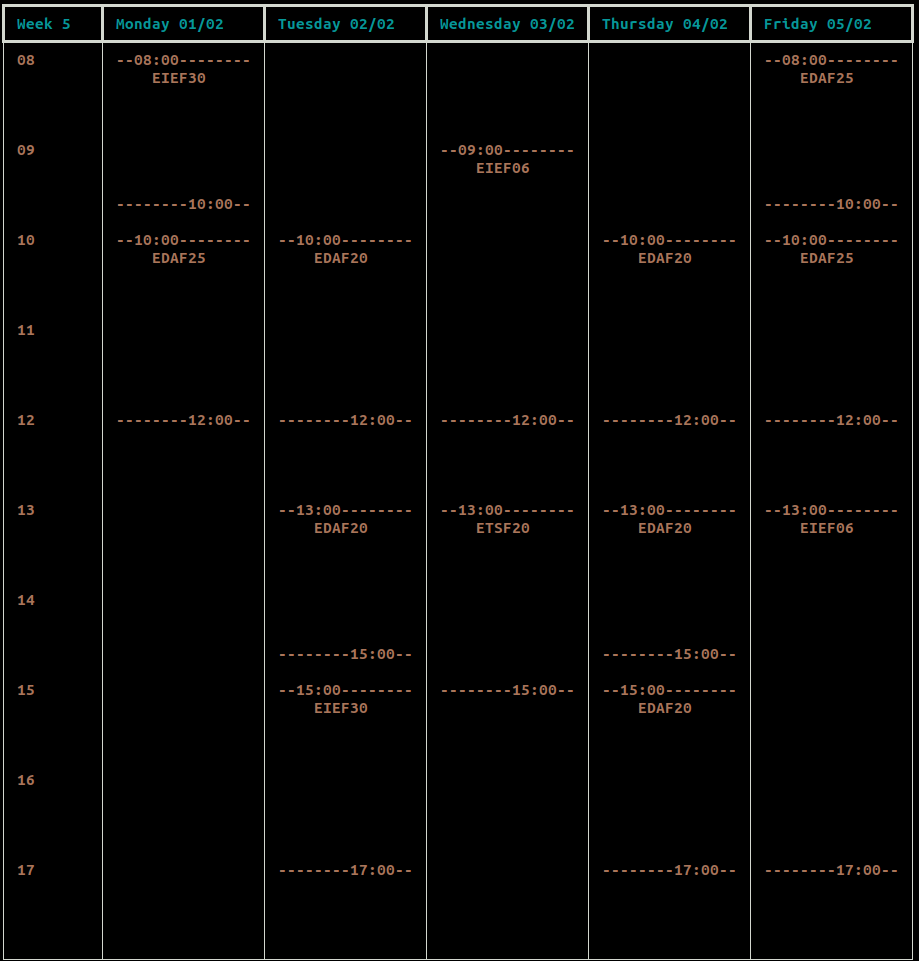 Week 5 Monday 01/02 Tuesday 02/02 Wednesday 03/02 Thursday 04/02 Friday 05/02
08 --08:00-------- --08:00--------
EIEF30 EDAF25
09 --09:00--------
EIEF06
--------10:00-- --------10:00--
10 --10:00-------- --10:00-------- --10:00-------- --10:00--------
EDAF25 EDAF20 EDAF20 EDAF25
11
12 --------12:00-- --------12:00-- --------12:00-- --------12:00-- --------12:00--
13 --13:00-------- --13:00-------- --13:00-------- --13:00--------
EDAF20 ETSF20 EDAF20 EIEF06
14
--------15:00-- --------15:00--
15 --15:00-------- --------15:00-- --15:00--------
EIEF30 EDAF20
16
17 --------17:00-- --------17:00-- --------17:00--